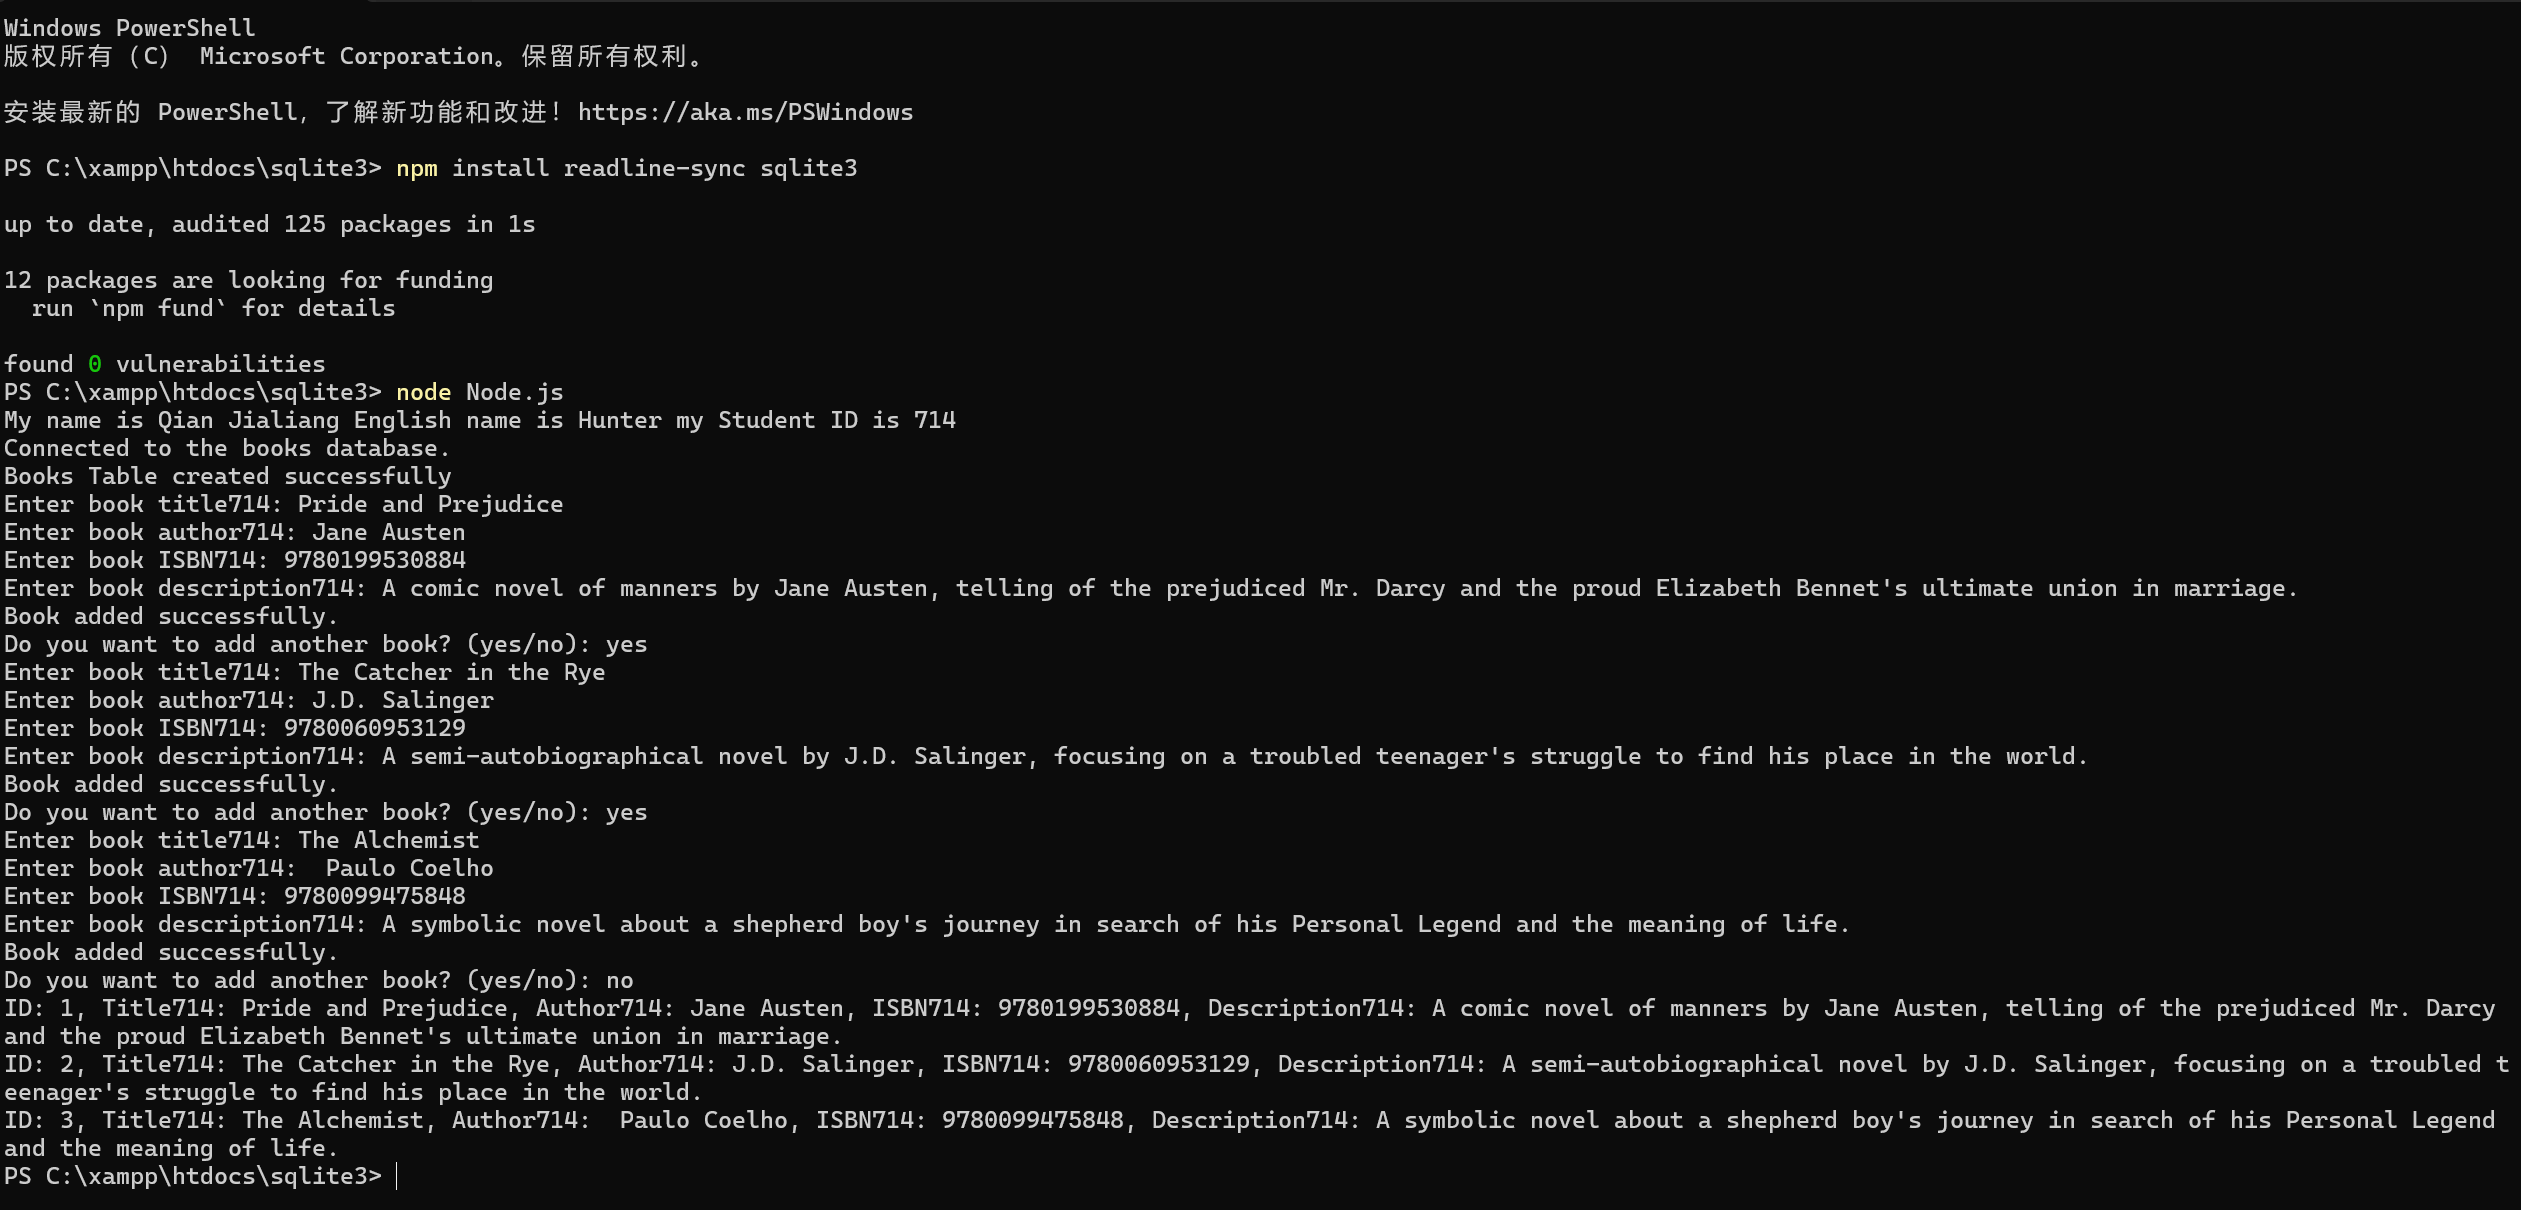 Windows PowerShell
版权所有（C） Microsoft Corporation。保留所有权利。
安装最新的 PowerShell，了解新功能和改进！https://aka.ms/PSWindows
PS C:\xampp\htdocs\sqlite3> npm install readline-sync sqlite3
up to date, audited 125 packages in 1s
12 packages are looking for funding
  run `npm fund` for details
found 0 vulnerabilities
PS C:\xampp\htdocs\sqlite3> node Node.js
My name is Qian Jialiang English name is Hunter my Student ID is 714
Connected to the books database.
Books Table created successfully
Enter book title714: Pride and Prejudice
Enter book author714: Jane Austen
Enter book ISBN714: 9780199530884
Enter book description714: A comic novel of manners by Jane Austen, telling of the prejudiced Mr. Darcy and the proud Elizabeth Bennet's ultimate union in marriage.
Book added successfully.
Do you want to add another book? (yes/no): yes
Enter book title714: The Catcher in the Rye
Enter book author714: J.D. Salinger
Enter book ISBN714: 9780060953129
Enter book description714: A semi-autobiographical novel by J.D. Salinger, focusing on a troubled teenager's struggle to find his place in the world.
Book added successfully.
Do you want to add another book? (yes/no): yes
Enter book title714: The Alchemist
Enter book author714:  Paulo Coelho
Enter book ISBN714: 9780099475848
Enter book description714: A symbolic novel about a shepherd boy's journey in search of his Personal Legend and the meaning of life.
Book added successfully.
Do you want to add another book? (yes/no): no
ID: 1, Title714: Pride and Prejudice, Author714: Jane Austen, ISBN714: 9780199530884, Description714: A comic novel of manners by Jane Austen, telling of the prejudiced Mr. Darcy
and the proud Elizabeth Bennet's ultimate union in marriage.
ID: 2, Title714: The Catcher in the Rye, Author714: J.D. Salinger, ISBN714: 9780060953129, Description714: A semi-autobiographical novel by J.D. Salinger, focusing on a troubled t
eenager's struggle to find his place in the world.
ID: 3, Title714: The Alchemist, Author714:  Paulo Coelho, ISBN714: 9780099475848, Description714: A symbolic novel about a shepherd boy's journey in search of his Personal Legend
and the meaning of life.
PS C:\xampp\htdocs\sqlite3>